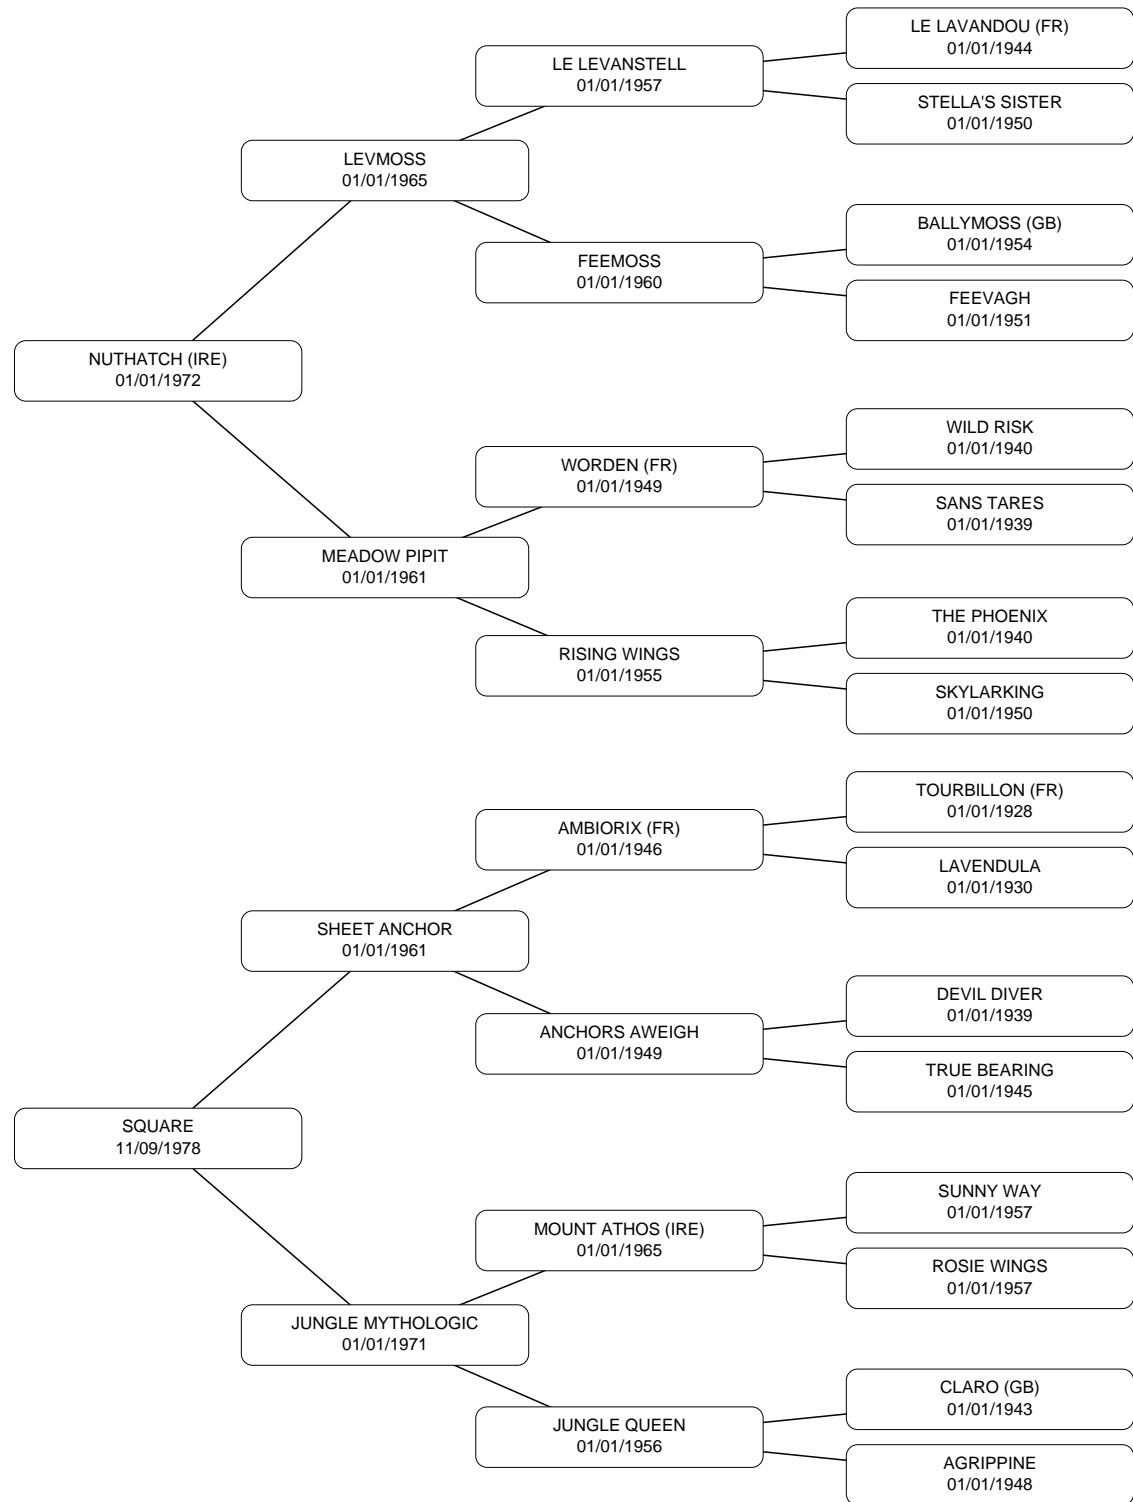 LE LAVANDOU (FR)
01/01/1944
LE LEVANSTELL
01/01/1957
STELLA'S SISTER
01/01/1950
LEVMOSS
01/01/1965
BALLYMOSS (GB)
01/01/1954
FEEMOSS
01/01/1960
FEEVAGH
01/01/1951
NUTHATCH (IRE)
01/01/1972
WILD RISK
01/01/1940
WORDEN (FR)
01/01/1949
SANS TARES
01/01/1939
MEADOW PIPIT
01/01/1961
THE PHOENIX
01/01/1940
RISING WINGS
01/01/1955
SKYLARKING
01/01/1950
TOURBILLON (FR)
01/01/1928
AMBIORIX (FR)
01/01/1946
LAVENDULA
01/01/1930
SHEET ANCHOR
01/01/1961
DEVIL DIVER
01/01/1939
ANCHORS AWEIGH
01/01/1949
TRUE BEARING
01/01/1945
SQUARE
11/09/1978
SUNNY WAY
01/01/1957
MOUNT ATHOS (IRE)
01/01/1965
ROSIE WINGS
01/01/1957
JUNGLE MYTHOLOGIC
01/01/1971
CLARO (GB)
01/01/1943
JUNGLE QUEEN
01/01/1956
AGRIPPINE
01/01/1948